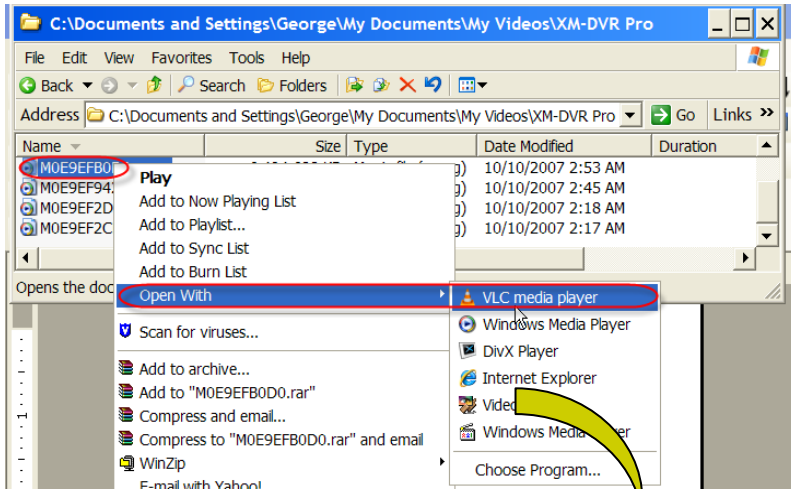 C:\Documents and Settings\George\My Documents\My Videos\XM-DVR Pro
File Edit View Favorites Tools Help
Back Search Folders
Address C:\Documents and Settings\George\My Documents\My Videos\XM-DVR Pro Go Links »
Name Size Type Date Modified Duration
10/10/2007 2:53 AM
10/10/2007 2:45 AM
M0E9EF2D 10/10/2007 2:18 AM
M0E9EF2C 10/10/2007 2:17 AM
Opens the doc
Play
Add to Now Playing List
Add to Playlist...
Add to Sync List
Add to Burn List
Open With
Scan for viruses...
Add to archive...
Add to "M0E9EFB0D0.rar"
Compress and email...
Compress to "M0E9EFB0D0.rar" and email
WinZip
E-mail with Yahoo!
VLC media player
Windows Media Player
DivX Player
Internet Explorer
Windows Media
Choose Program...